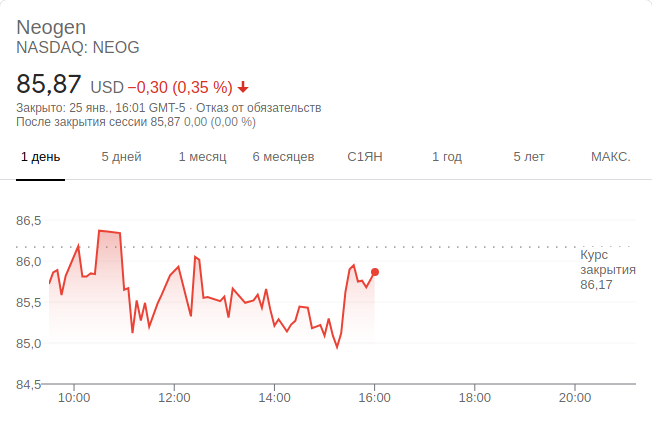 Neogen
NASDAQ: NEOG
85,87 USD −0,30 (0,35 %)
Закрыто: 25 янв., 16:01 GMT-5 · Отказ от обязательств
После закрытия сессии 85,87 0,00 (0,00 %)
1 день 5 дней 1 месяц 6 месяцев С1ЯН 1 год 5 лет МАКС.
86,5
86,0
85,5
85,0
84,5
Курс
закрытия
86,17
10:00 12:00 14:00 16:00 18:00 20:00